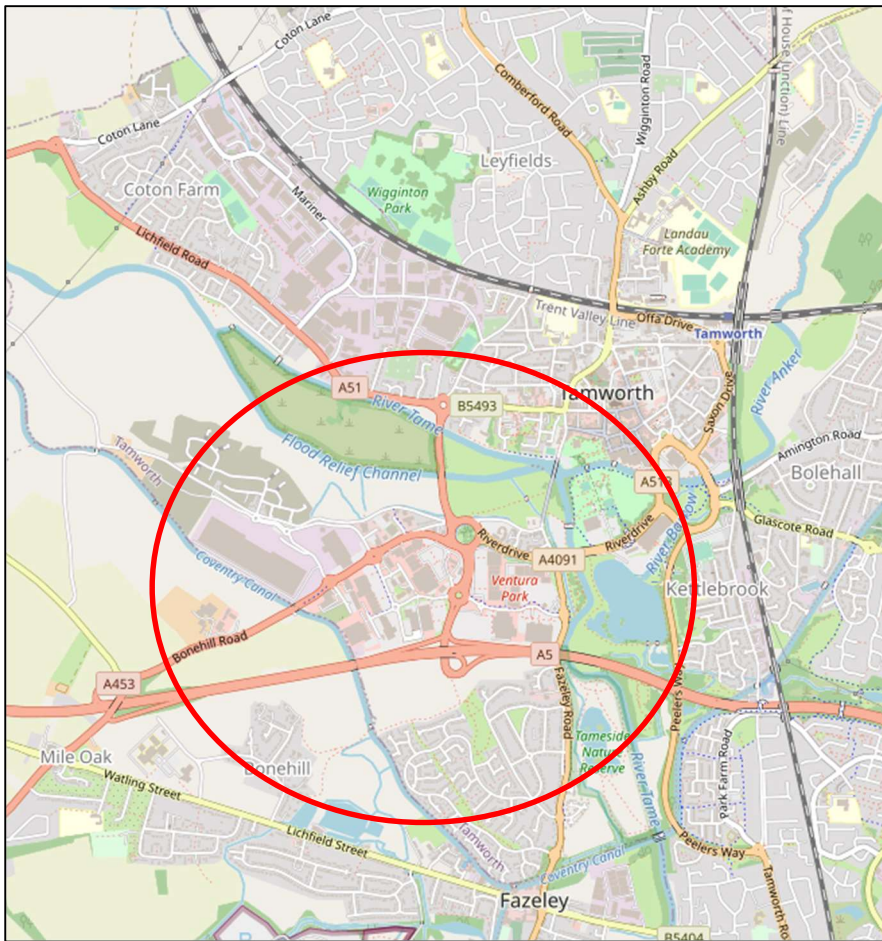 Coton Lane
Coton Lane
Comberford Road
Wigginton Road
House Junction) Line
Ashby Road
Leyfields
Coton Farm
Mariner
Wigginton
Park
Landau
Forte Academy
Lichfield Road
Trent Valley Line
Offa Drive
Tamworth
River Anker
Saxon Drive
A51
B5493
Tamworth
River Tame
Flood Relief Channel
Tamworth
Amington Road
Bolehall
Glascote Road
Riverdrive
Riverdrive
A4091
Coventry Canal
Ventura
Park
Kettlebrook
Bonehill Road
A5
A453
Peelers Way
Fazeley Road
Tameside
Nature
Reserve
River Tame
Park Farm Road
Mile Oak
Bonehill
Watling Street
Lichfield Street
Tamworth
Coventry Canal
Peelers Way
Fazeley
B5404